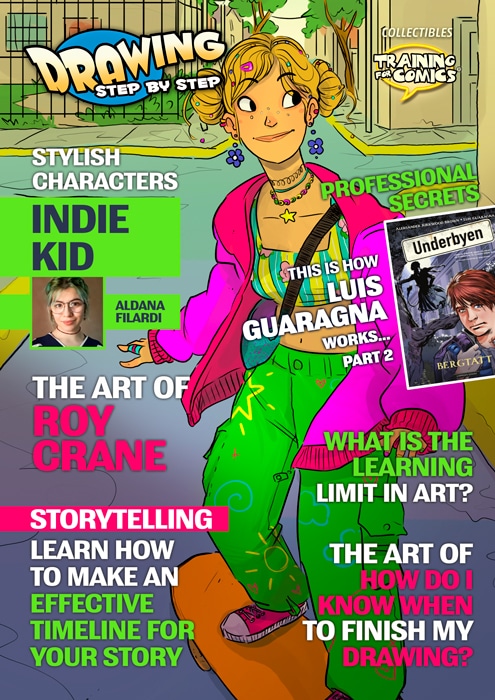 DRAWING
STEP BY STEP
COLLECTIBLES
TRAINING
FOR COMICS
STYLISH
CHARACTERS
INDIE
KID
ALDANA
FILARDI
PROFESSIONAL
SECRETS
Underbyen
BERGTATT
THIS IS HOW
LUIS
GUARAGNA
WORKS...
PART 2
THE ART OF
ROY
CRANE
WHAT IS THE
LEARNING
LIMIT IN ART?
STORYTELLING
LEARN HOW
TO MAKE AN
EFFECTIVE
TIMELINE FOR
YOUR STORY
THE ART OF
HOW DO I
KNOW WHEN
TO FINISH MY
DRAWING?